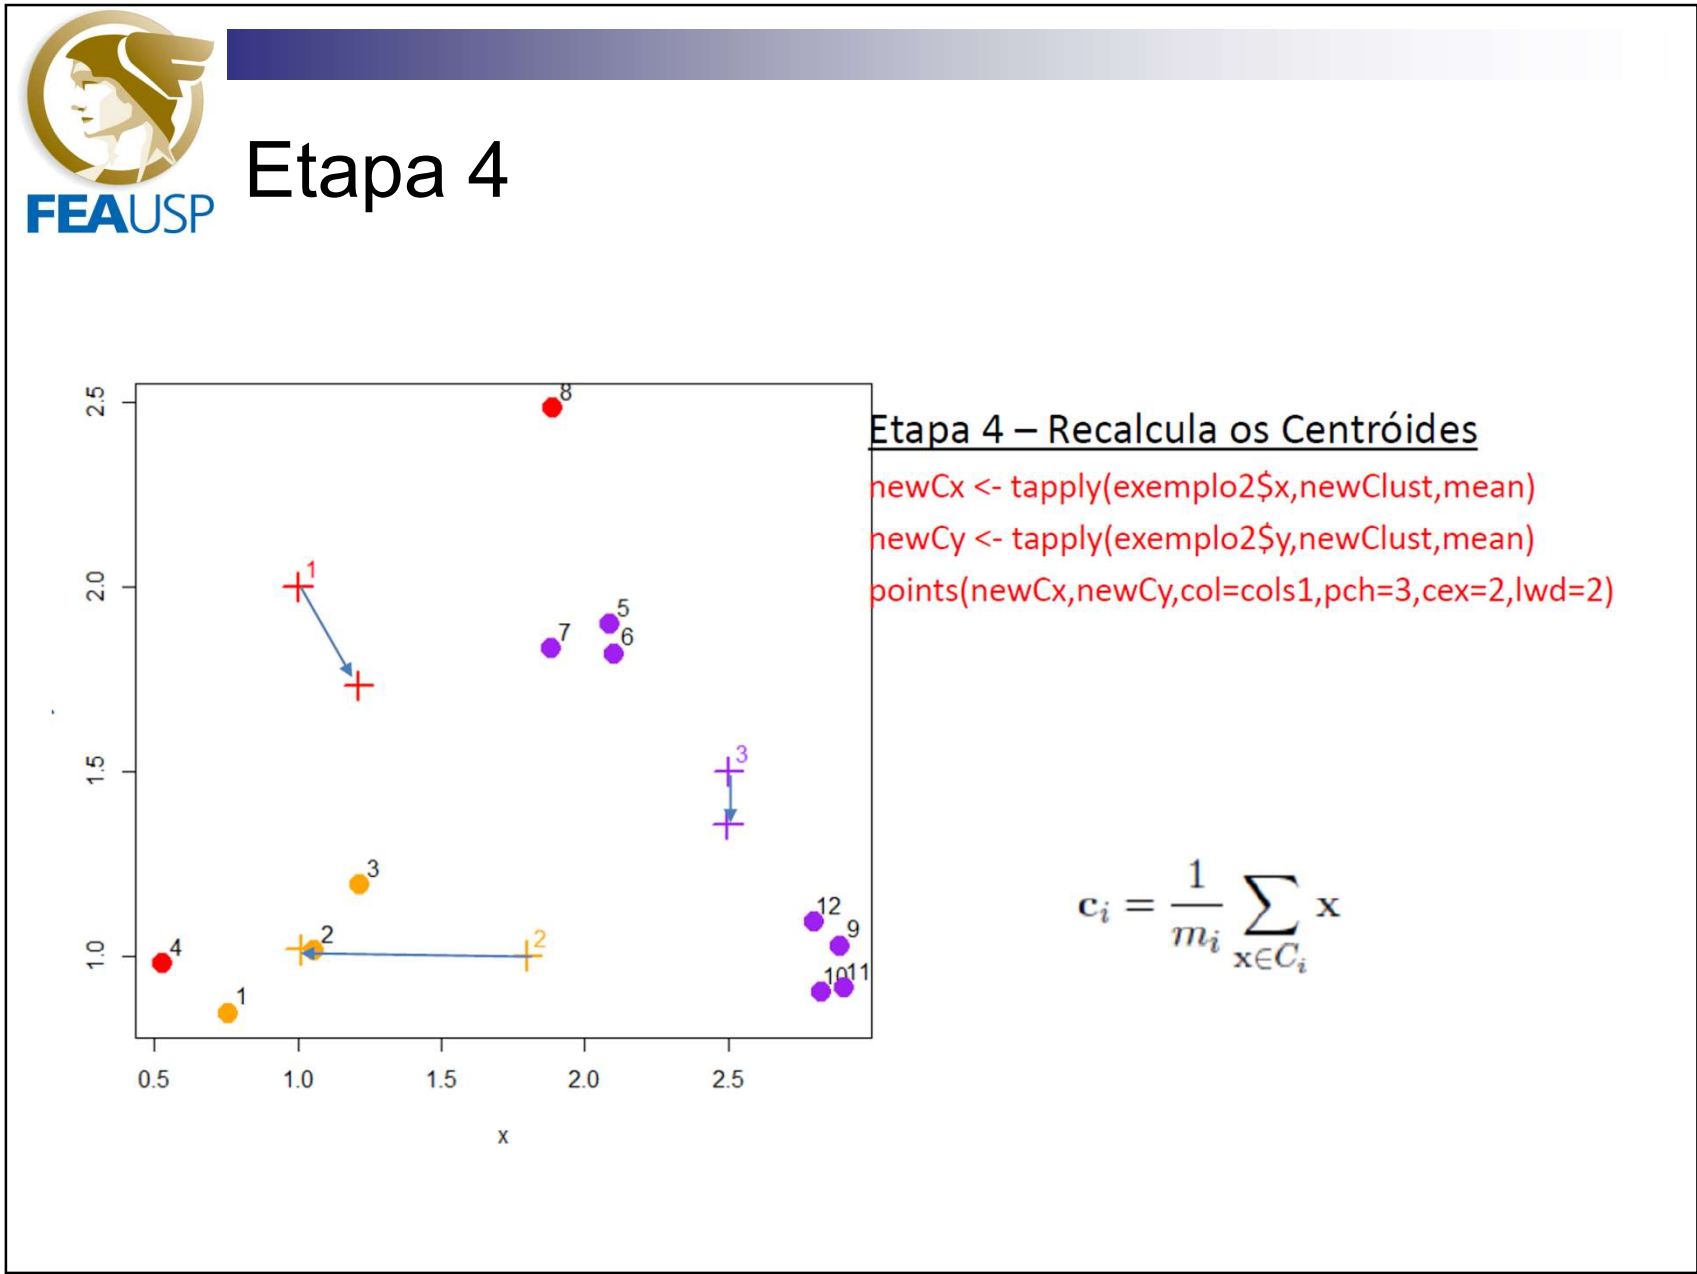 FEAUSP
Etapa 4
Etapa 4 – Recalcula os Centróides
newCx <- tapply(exemplo2$x,newClust,mean)
newCy <- tapply(exemplo2$y,newClust,mean)
points(newCx,newCy,col=cols1,pch=3,cex=2,lwd=2)
2.5
2.0
1.5
1.0
8
1
5
7
6
3
3
12
2
2
9
4
10
11
1
0.5 1.0 1.5 2.0 2.5
x
c_i = 1/m_i ∑_{x∈C_i} x